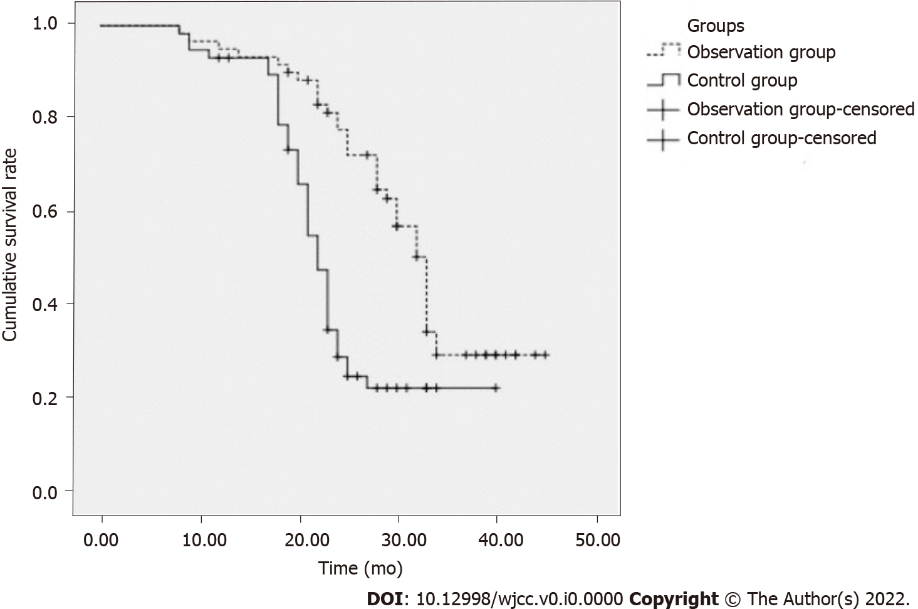 Cumulative survival rate
1.0
0.8
0.6
0.4
0.2
0.0
0.00 10.00 20.00 30.00 40.00 50.00
Time (mo)
Groups
Observation group
Control group
Observation group-censored
Control group-censored
DOI: 10.12998/wjcc.v0.i0.0000 Copyright © The Author(s) 2022.